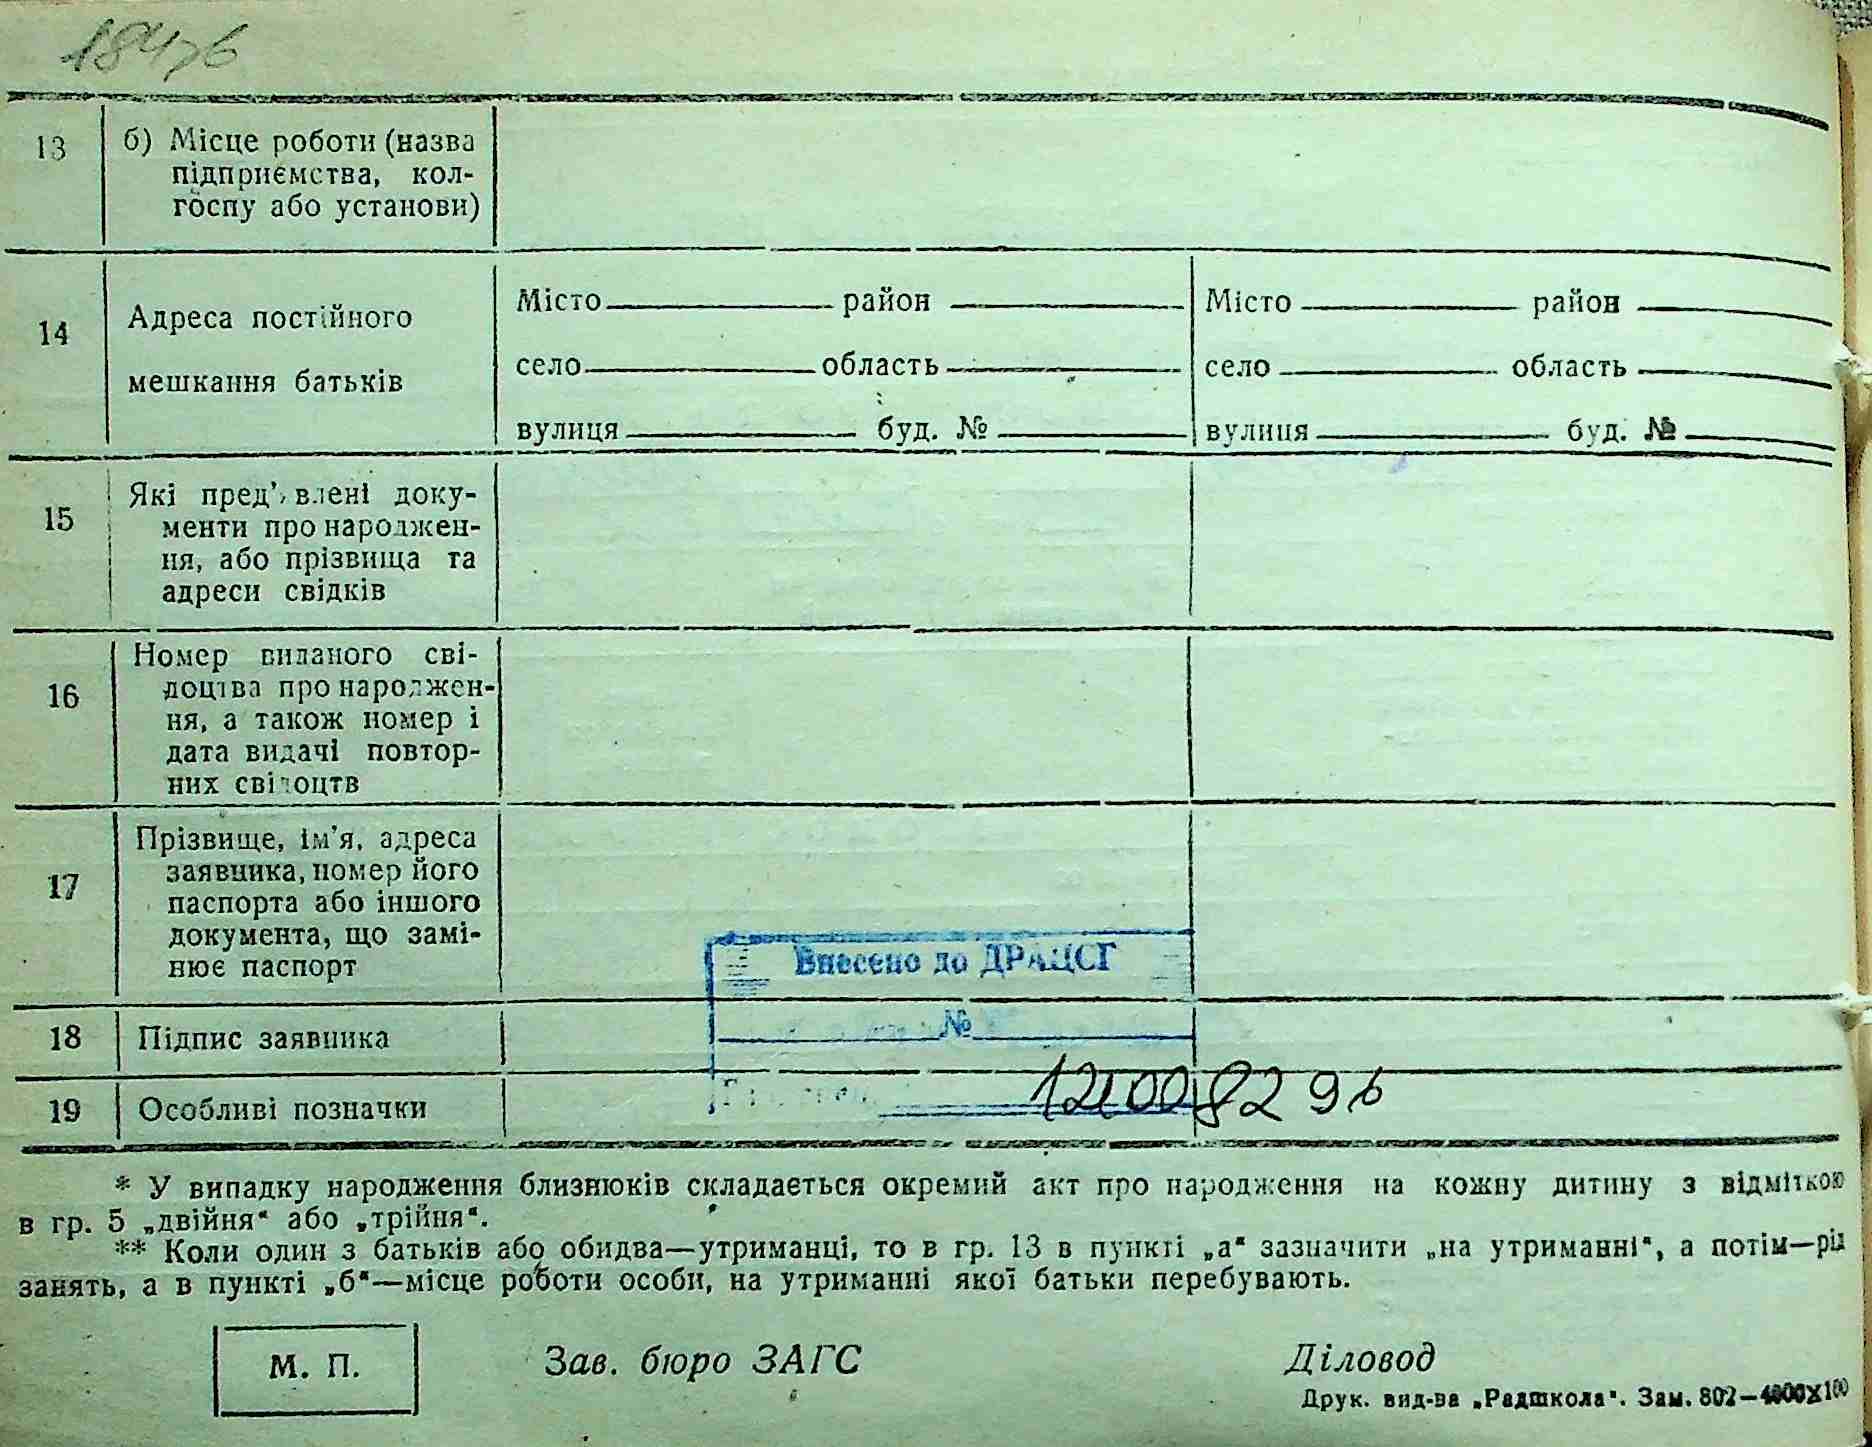 13 б) Місце роботи (назва
підприємства, кол-
госпу або установи)
14 Адреса постійного
мешкання батьків
Місто район Місто район
село область село область
вулиця буд. № вулиця буд. №
15 Які пред'явлені доку-
менти про народжен-
ня, або прізвища та
адреси свідків
16 Номер виданого сві-
доцтва про народжен-
ня, а також номер і
дата видачі повтор-
них свідоцтв
17 Прізвище, ім'я, адреса
заявника, номер його
паспорта або іншого
документа, що замі-
нює паспорт
Внесено до ДРАЦСГ
№
18 Підпис заявника
19 Особливі позначки
* У випадку народження близнюків складається окремий акт про народження на кожну дитину з відміткою
в гр. 5 „двійня“ або „трійня“.
** Коли один з батьків або обидва—утриманці, то в гр. 13 в пункті „а“ зазначити „на утриманні“, а потім—рід
занять, а в пункті „б“—місце роботи особи, на утриманні якої батьки перебувають.
М. П. Зав. бюро ЗАГС Діловод
Друк. вид-ва „Радшкола“. Зам. 802—4000X100